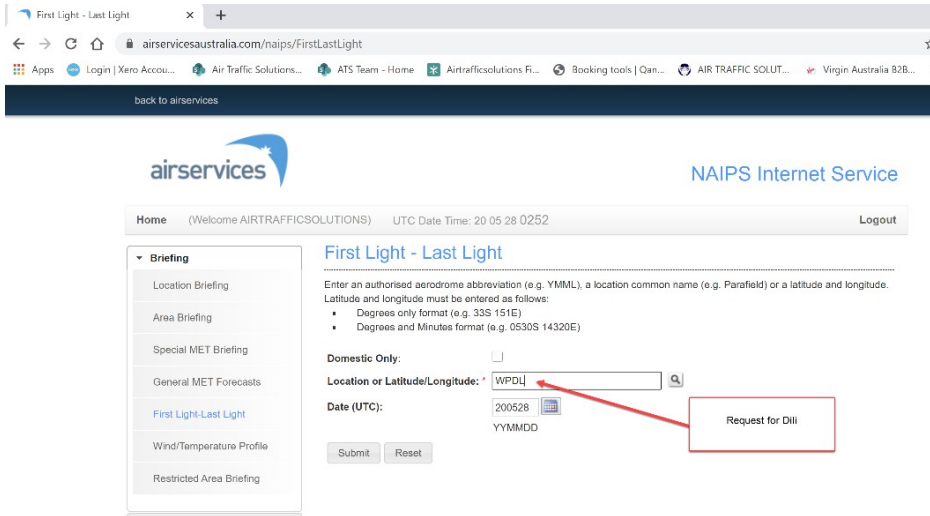 First Light - Last Light
airservicesaustralia.com/naips/FirstLastLight
Apps Login | Xero Accou... Air Traffic Solutions... ATS Team - Home Airtrafficsolutions Fi... Booking tools | Qan... AIR TRAFFIC SOLUT... Virgin Australia B2B...
back to airservices
airservices
NAIPS Internet Service
Home (Welcome AIRTRAFFICSOLUTIONS) UTC Date Time: 20 05 28 0252 Logout
Briefing
Location Briefing
Area Briefing
Special MET Briefing
General MET Forecasts
First Light-Last Light
Wind/Temperature Profile
Restricted Area Briefing
First Light - Last Light
Enter an authorised aerodrome abbreviation (e.g. YMML), a location common name (e.g. Parafield) or a latitude and longitude.
Latitude and longitude must be entered as follows:
▪ Degrees only format (e.g. 33S 151E)
▪ Degrees and Minutes format (e.g. 0530S 14320E)
Domestic Only:
Location or Latitude/Longitude: * WPDL
Date (UTC): 200528
YYMMDD
Submit Reset
Request for Dili